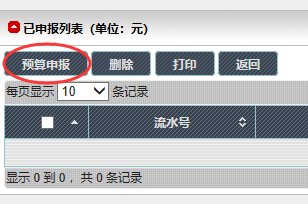 已申报列表（单位：元）
预算申报 删除 打印 返回
每页显示 10 条记录
流水号
显示 0 到 0 ，共 0 条记录